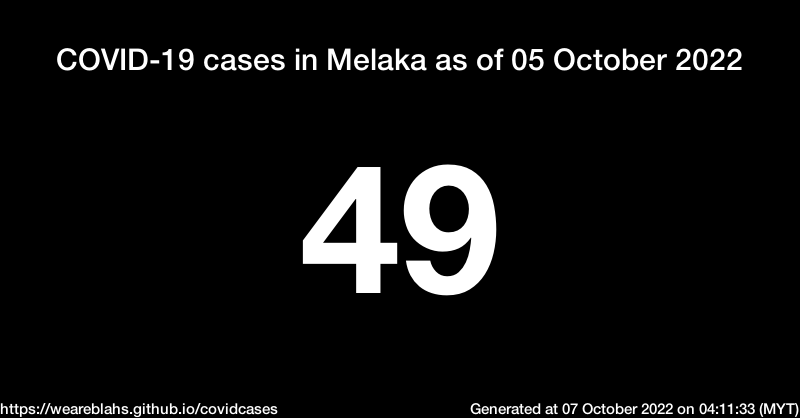 COVID-19 cases in Melaka as of 05 October 2022
49
https://weareblahs.github.io/covidcases
Generated at 07 October 2022 on 04:11:33 (MYT)